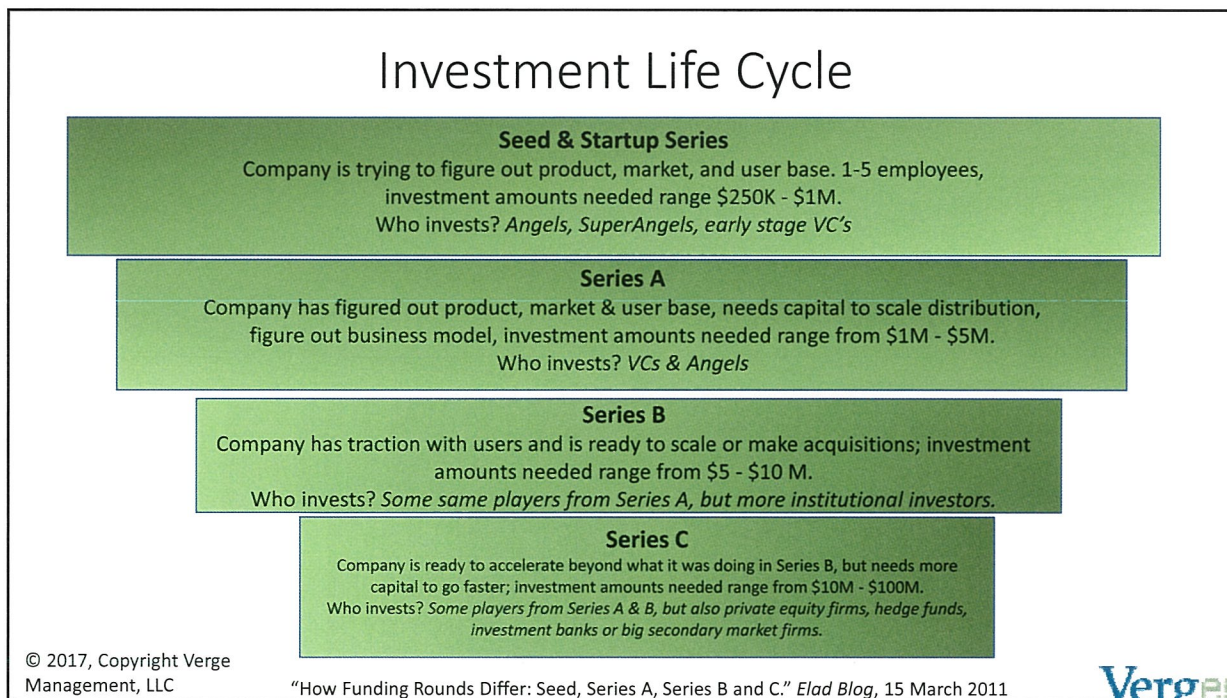 Investment Life Cycle
Seed & Startup Series
Company is trying to figure out product, market, and user base. 1-5 employees,
investment amounts needed range $250K - $1M.
Who invests? Angels, SuperAngels, early stage VC's
Series A
Company has figured out product, market & user base, needs capital to scale distribution,
figure out business model, investment amounts needed range from $1M - $5M.
Who invests? VCs & Angels
Series B
Company has traction with users and is ready to scale or make acquisitions; investment
amounts needed range from $5 - $10 M.
Who invests? Some same players from Series A, but more institutional investors.
Series C
Company is ready to accelerate beyond what it was doing in Series B, but needs more
capital to go faster; investment amounts needed range from $10M - $100M.
Who invests? Some players from Series A & B, but also private equity firms, hedge funds,
investment banks or big secondary market firms.
© 2017, Copyright Verge
Management, LLC
"How Funding Rounds Differ: Seed, Series A, Series B and C." Elad Blog, 15 March 2011
Verg